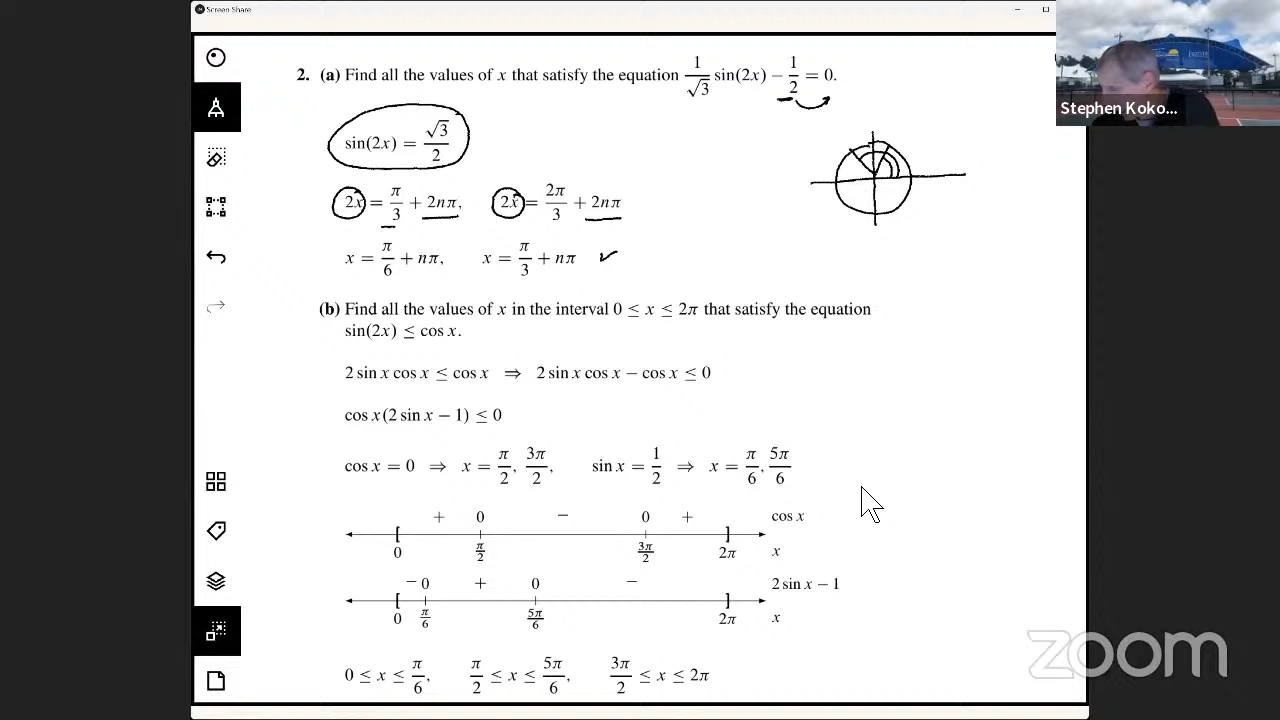 Screen Share
2. (a) Find all the values of x that satisfy the equation 1/√3 sin(2x) − 1/2 = 0.
Stephen Koko...
sin(2x) = √3/2
2x = π/3 + 2nπ, 2x = 2π/3 + 2nπ
x = π/6 + nπ, x = π/3 + nπ ✓
(b) Find all the values of x in the interval 0 ≤ x ≤ 2π that satisfy the equation
sin(2x) ≤ cos x.
2 sin x cos x ≤ cos x ⇒ 2 sin x cos x − cos x ≤ 0
cos x(2 sin x − 1) ≤ 0
cos x = 0 ⇒ x = π/2, 3π/2, sin x = 1/2 ⇒ x = π/6, 5π/6
+ 0 − 0 + cos x
0 π/2 3π/2 2π x
− 0 + 0 − 2 sin x − 1
0 π/6 5π/6 2π x
zoom
0 ≤ x ≤ π/6, π/2 ≤ x ≤ 5π/6, 3π/2 ≤ x ≤ 2π